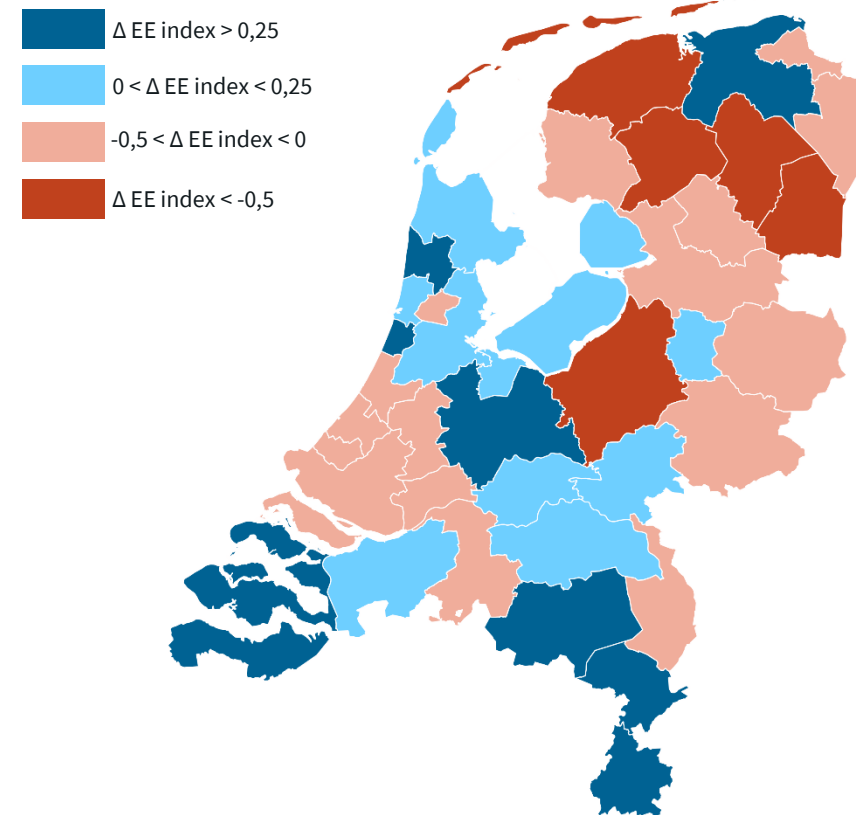 Δ EE index > 0,25
0 < Δ EE index < 0,25
-0,5 < Δ EE index < 0
Δ EE index < -0,5